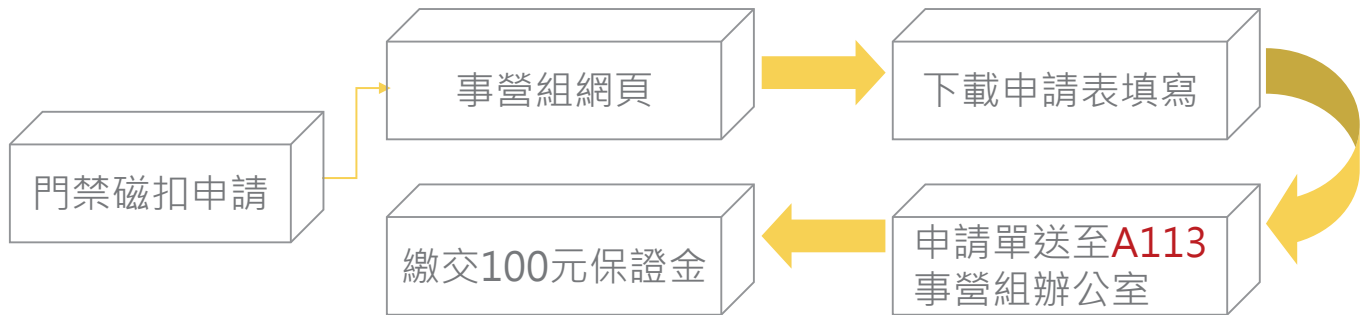 門禁磁扣申請
事營組網頁
下載申請表填寫
申請單送至A113
事營組辦公室
繳交100元保證金